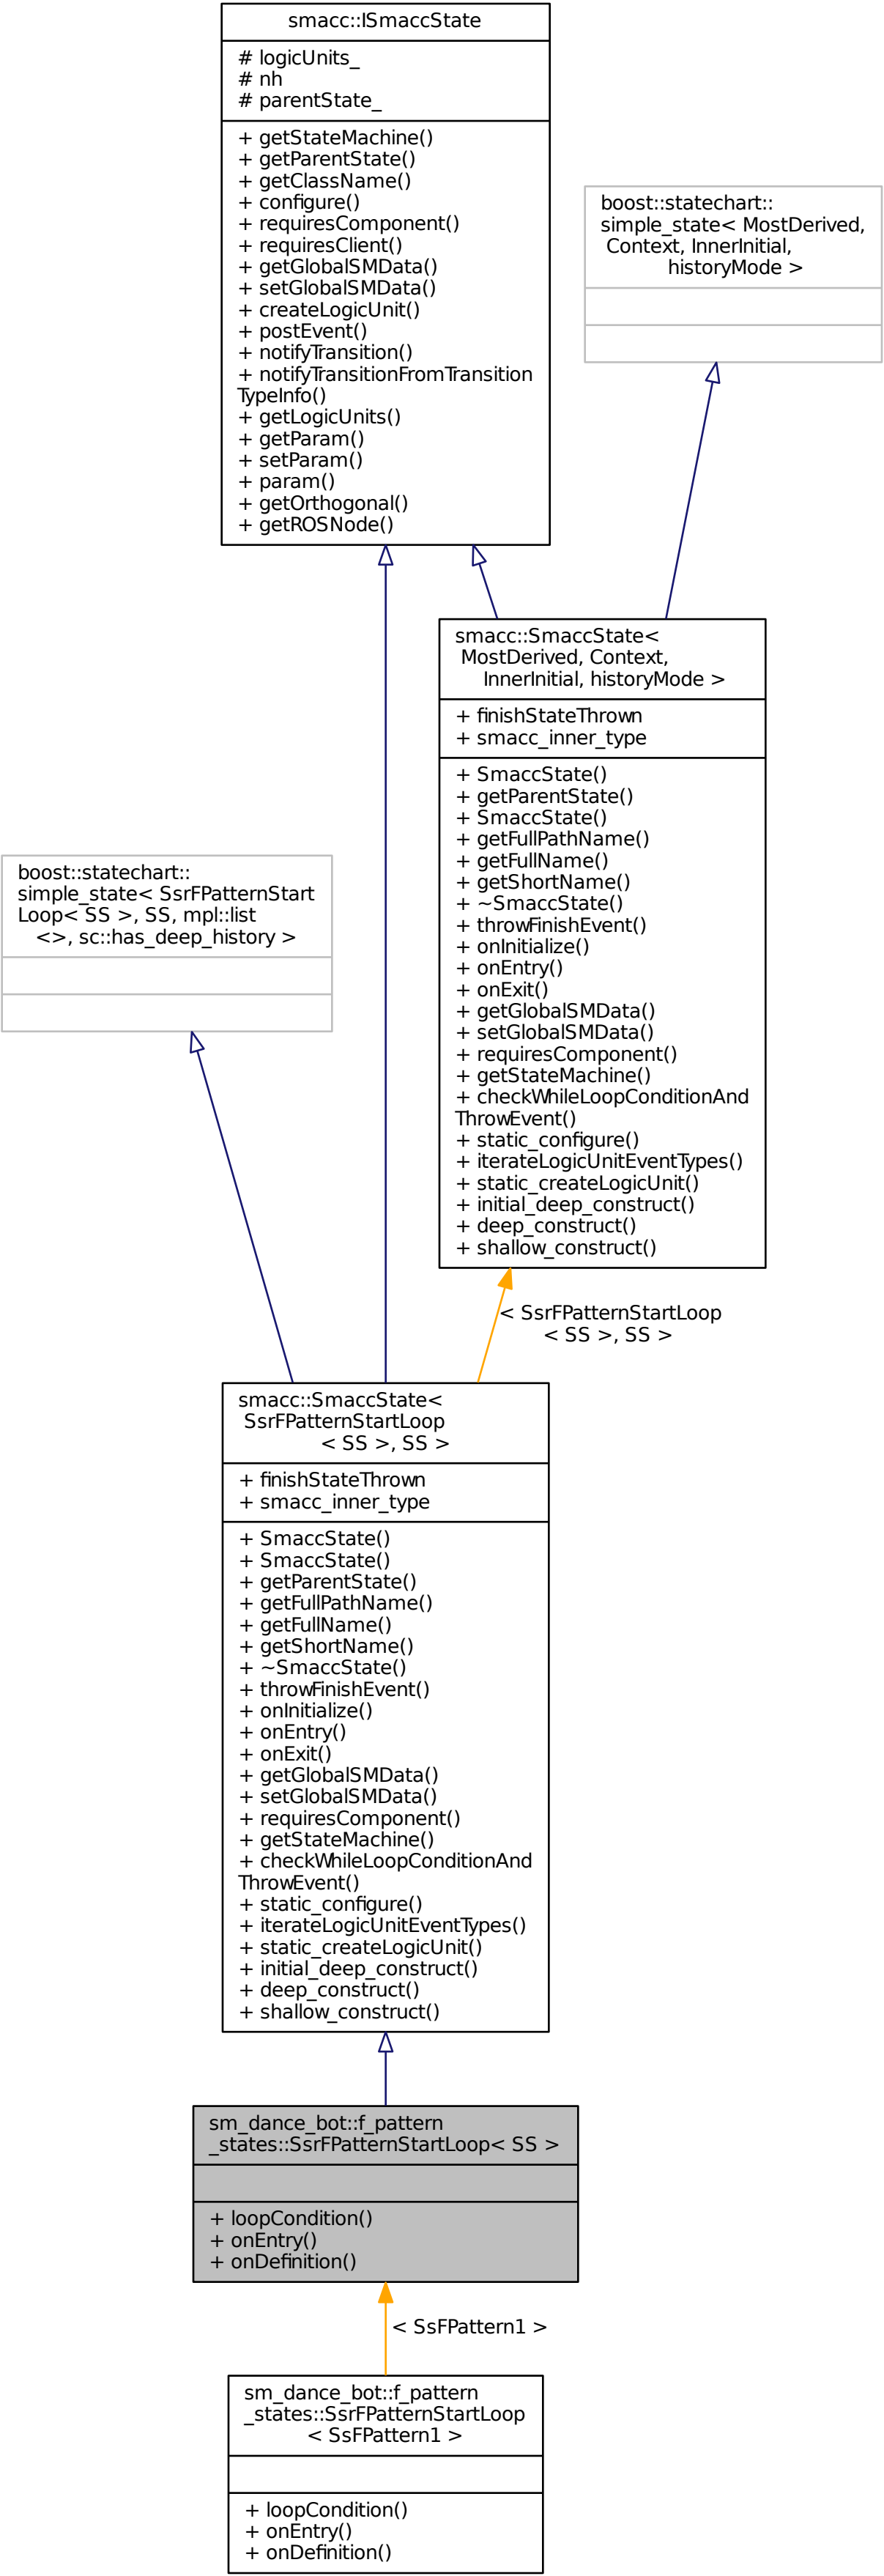 smacc::ISmaccState
# logicUnits_
# nh
# parentState_
+ getStateMachine()
+ getParentState()
+ getClassName()
+ configure()
+ requiresComponent()
+ requiresClient()
+ getGlobalSMData()
+ setGlobalSMData()
+ createLogicUnit()
+ postEvent()
+ notifyTransition()
+ notifyTransitionFromTransition
TypeInfo()
+ getLogicUnits()
+ getParam()
+ setParam()
+ param()
+ getOrthogonal()
+ getROSNode()
boost::statechart::
simple_state< MostDerived,
Context, InnerInitial,
historyMode >
smacc::SmaccState<
MostDerived, Context,
InnerInitial, historyMode >
+ finishStateThrown
+ smacc_inner_type
+ SmaccState()
+ getParentState()
+ SmaccState()
+ getFullPathName()
+ getFullName()
+ getShortName()
+ ~SmaccState()
+ throwFinishEvent()
+ onInitialize()
+ onEntry()
+ onExit()
+ getGlobalSMData()
+ setGlobalSMData()
+ requiresComponent()
+ getStateMachine()
+ checkWhileLoopConditionAnd
ThrowEvent()
+ static_configure()
+ iterateLogicUnitEventTypes()
+ static_createLogicUnit()
+ initial_deep_construct()
+ deep_construct()
+ shallow_construct()
boost::statechart::
simple_state< SsrFPatternStart
Loop< SS >, SS, mpl::list
<>, sc::has_deep_history >
< SsrFPatternStartLoop
< SS >, SS >
smacc::SmaccState<
SsrFPatternStartLoop
< SS >, SS >
+ finishStateThrown
+ smacc_inner_type
+ SmaccState()
+ SmaccState()
+ getParentState()
+ getFullPathName()
+ getFullName()
+ getShortName()
+ ~SmaccState()
+ throwFinishEvent()
+ onInitialize()
+ onEntry()
+ onExit()
+ getGlobalSMData()
+ setGlobalSMData()
+ requiresComponent()
+ getStateMachine()
+ checkWhileLoopConditionAnd
ThrowEvent()
+ static_configure()
+ iterateLogicUnitEventTypes()
+ static_createLogicUnit()
+ initial_deep_construct()
+ deep_construct()
+ shallow_construct()
sm_dance_bot::f_pattern
_states::SsrFPatternStartLoop< SS >
+ loopCondition()
+ onEntry()
+ onDefinition()
< SsFPattern1 >
sm_dance_bot::f_pattern
_states::SsrFPatternStartLoop
< SsFPattern1 >
+ loopCondition()
+ onEntry()
+ onDefinition()